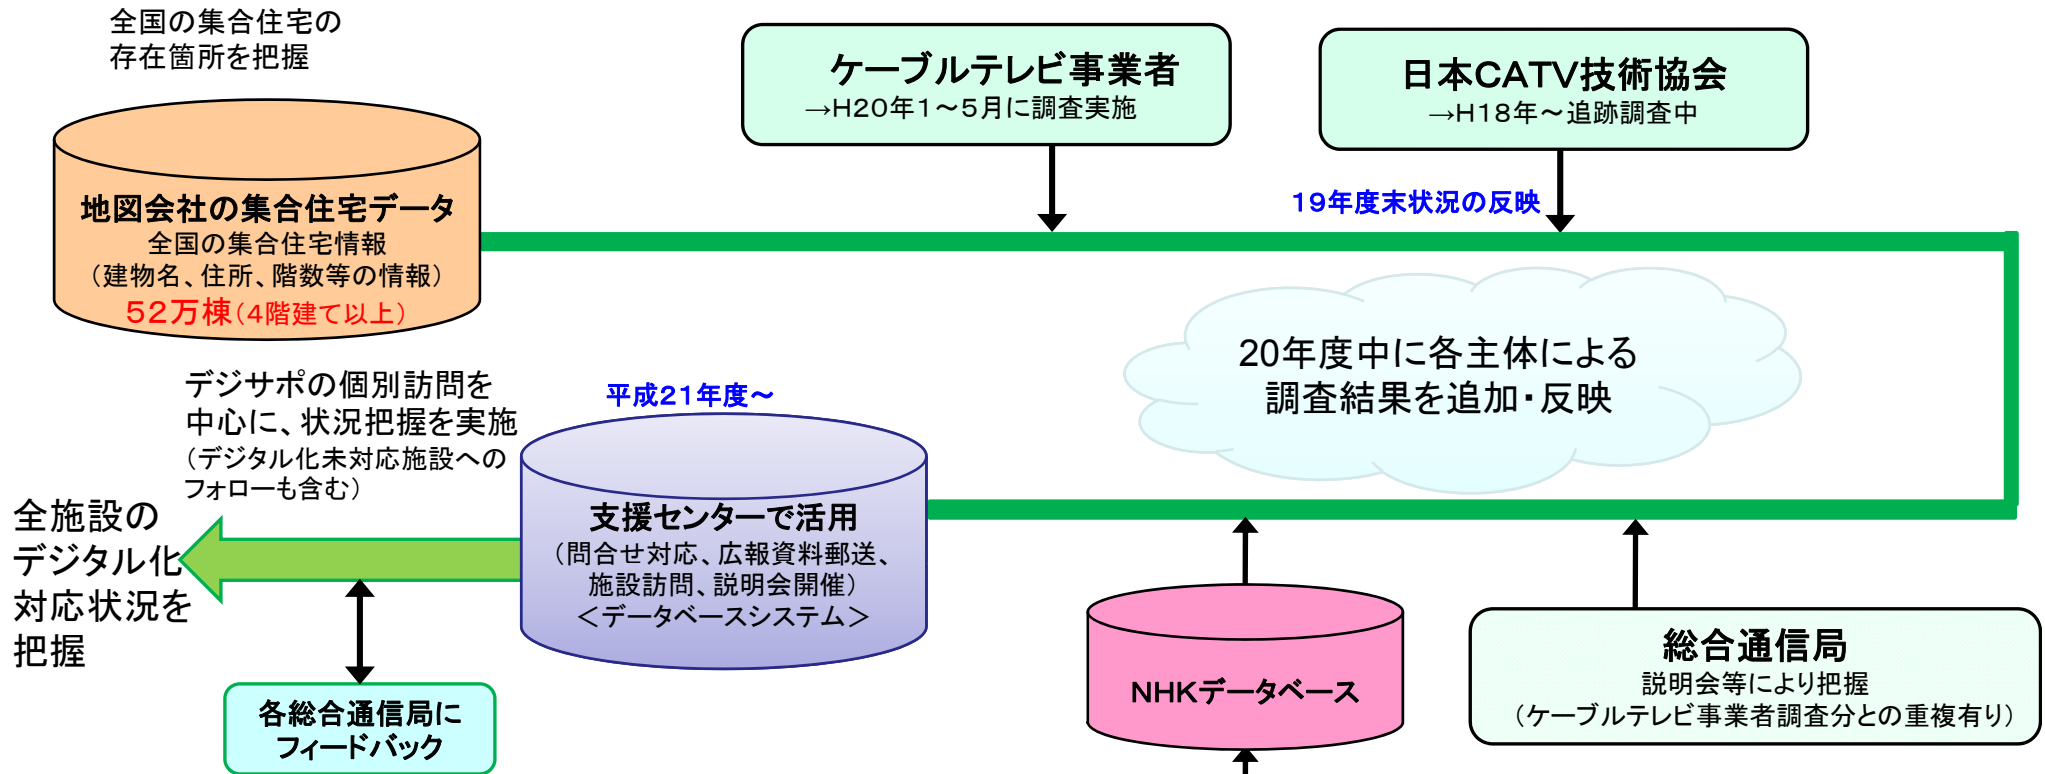 全国の集合住宅の
存在箇所を把握
地図会社の集合住宅データ
全国の集合住宅情報
（建物名、住所、階数等の情報）
５２万棟（４階建て以上）
ケーブルテレビ事業者
→H２０年１～５月に調査実施
日本CATV技術協会
→H１８年～追跡調査中
１９年度末状況の反映
20年度中に各主体による
調査結果を追加・反映
デジサポの個別訪問を
中心に、状況把握を実施
（デジタル化未対応施設への
フォローも含む）
平成２１年度～
支援センターで活用
（問合せ対応、広報資料郵送、
施設訪問、説明会開催）
＜データベースシステム＞
全施設の
デジタル化
対応状況を
把握
各総合通信局に
フィードバック
NHKデータベース
総合通信局
説明会等により把握
（ケーブルテレビ事業者調査分との重複有り）